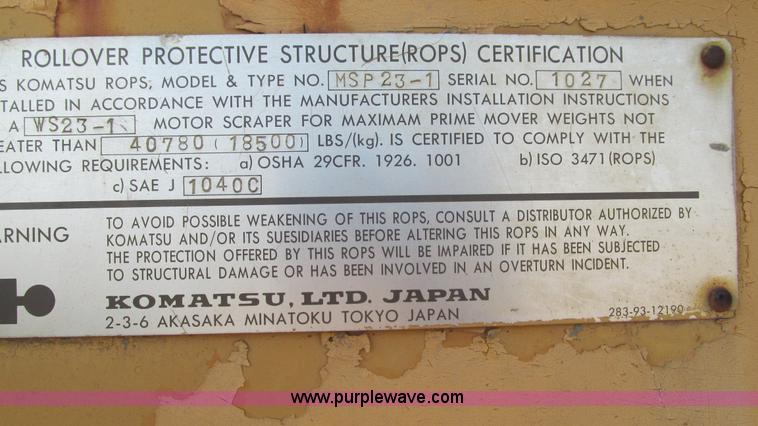 ROLLOVER PROTECTIVE STRUCTURE(ROPS) CERTIFICATION
S KOMATSU ROPS, MODEL & TYPE NO. MSP23-1 SERIAL NO. 1027 WHEN
TALLED IN ACCORDANCE WITH THE MANUFACTURERS INSTALLATION INSTRUCTIONS
A WS23-1 MOTOR SCRAPER FOR MAXIMAM PRIME MOVER WEIGHTS NOT
EATER THAN 40780 (18500) LBS/(kg). IS CERTIFIED TO COMPLY WITH THE
LLOWING REQUIREMENTS: a) OSHA 29CFR. 1926. 1001 b) ISO 3471 (ROPS)
c) SAE J 1040C
ARNING
TO AVOID POSSIBLE WEAKENING OF THIS ROPS, CONSULT A DISTRIBUTOR AUTHORIZED BY
KOMATSU AND/OR ITS SUESIDIARIES BEFORE ALTERING THIS ROPS IN ANY WAY.
THE PROTECTION OFFERED BY THIS ROPS WILL BE IMPAIRED IF IT HAS BEEN SUBJECTED
TO STRUCTURAL DAMAGE OR HAS BEEN INVOLVED IN AN OVERTURN INCIDENT.
KOMATSU, LTD. JAPAN
2-3-6 AKASAKA MINATOKU TOKYO JAPAN
283-93-12190
www.purplewave.com